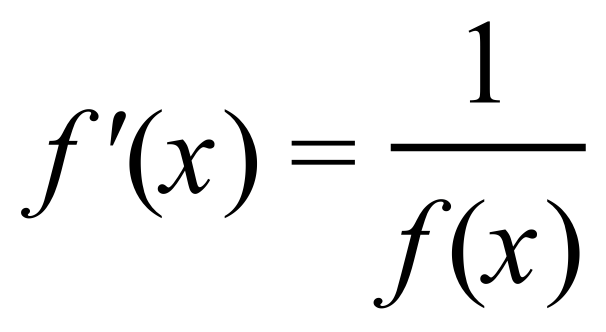 f'(x) = 1/f(x)